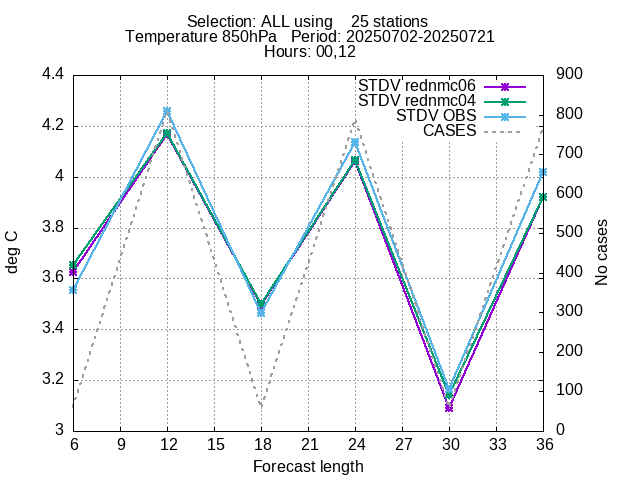 Selection: ALL using    25 stations
Temperature 850hPa   Period: 20250702-20250721
Hours: 00,12
STDV rednmc06
STDV rednmc04
STDV OBS
CASES
4.4
4.2
4
3.8
3.6
3.4
3.2
3
deg C
900
800
700
600
500
400
300
200
100
0
No cases
6 9 12 15 18 21 24 27 30 33 36
Forecast length